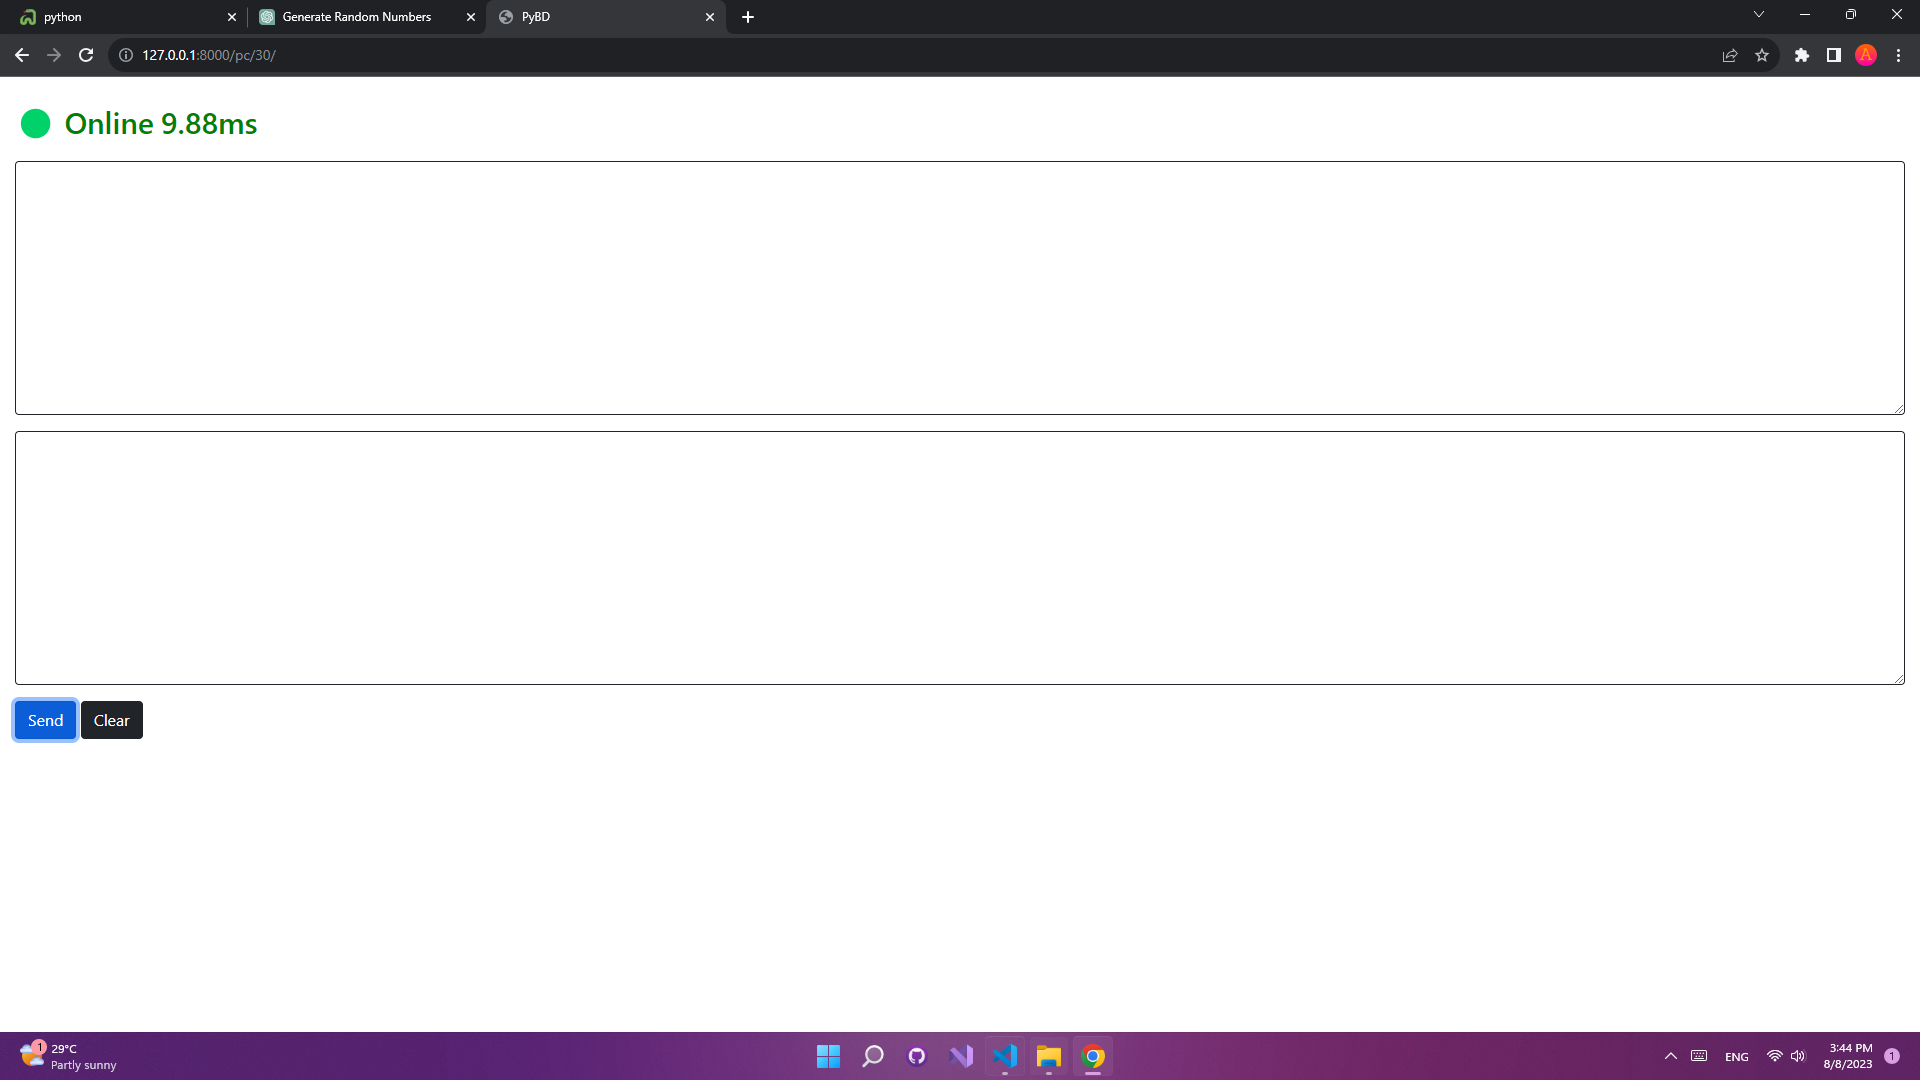 python
Generate Random Numbers
PyBD
127.0.0.1:8000/pc/30/
A
Online 9.88ms
Send
Clear
1
29°C
Partly sunny
ENG
3:44 PM
8/8/2023
1